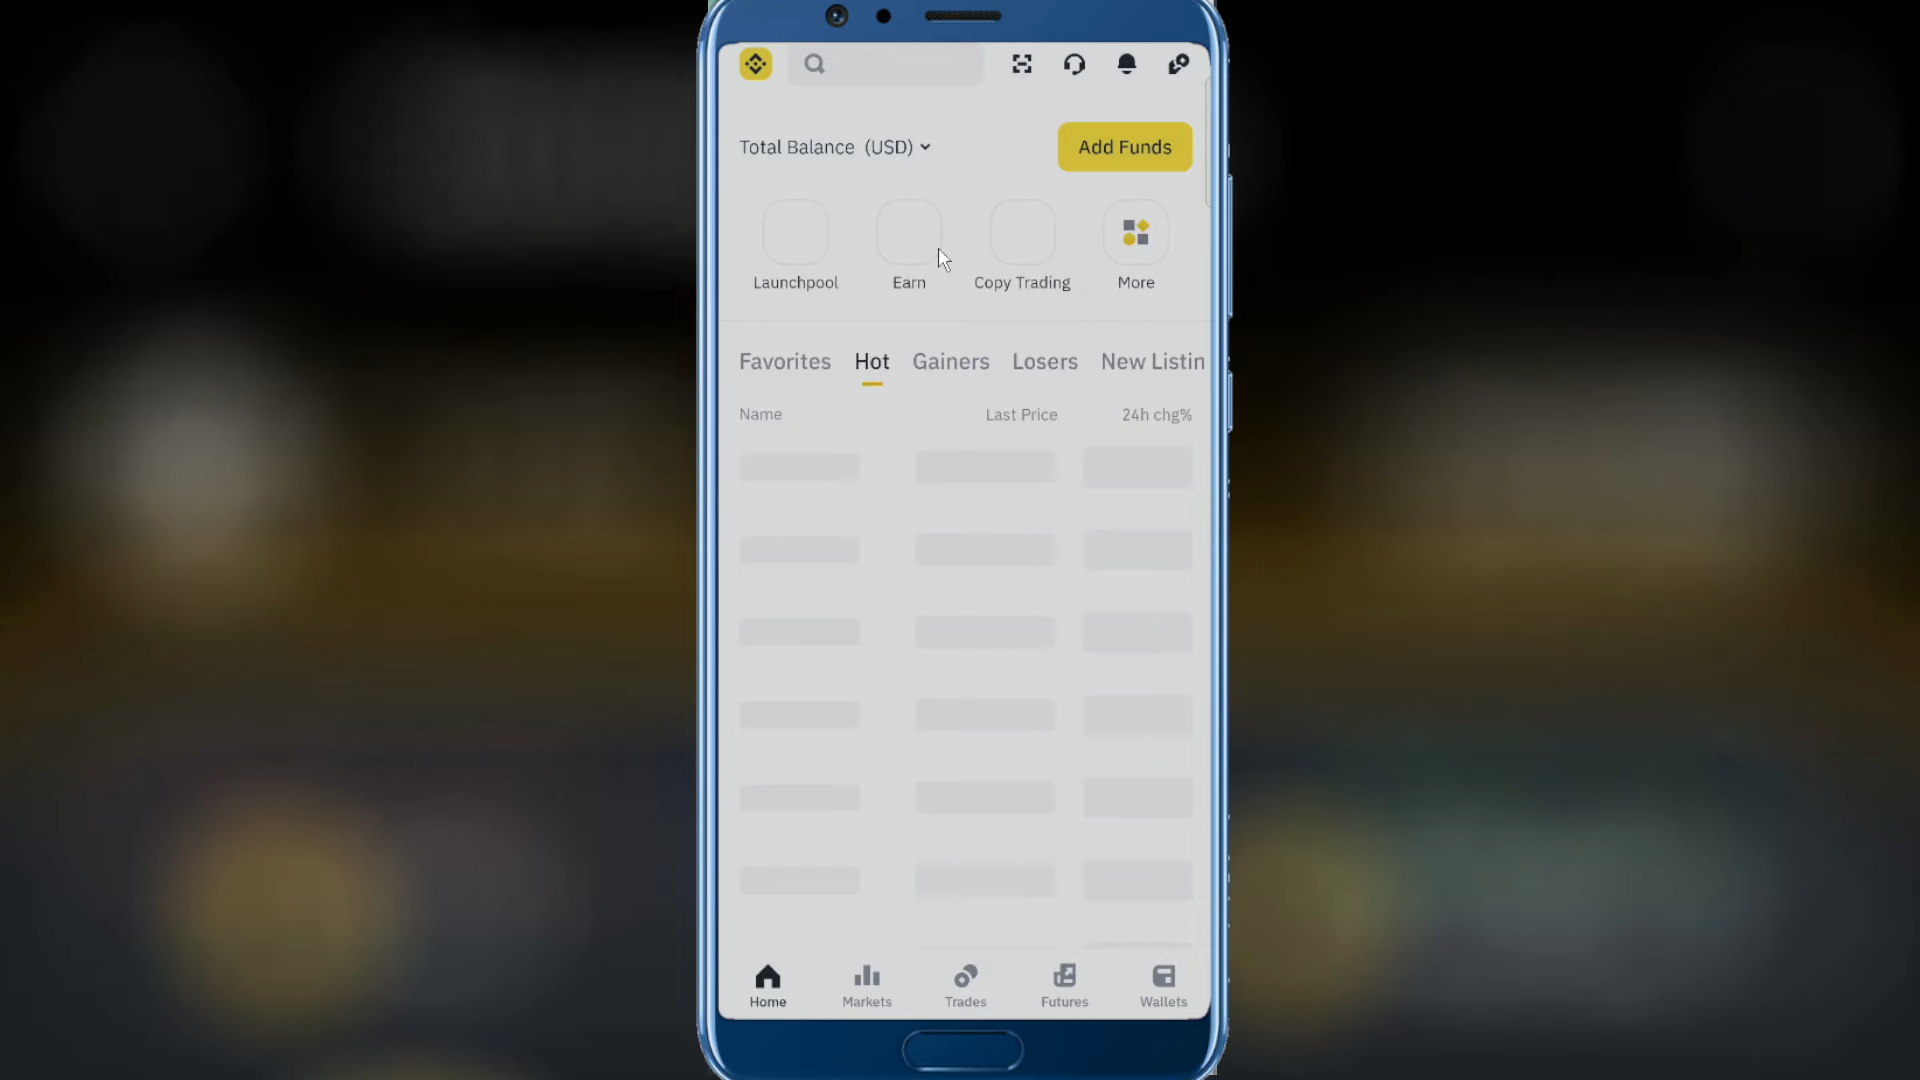 Total Balance (USD)
Add Funds
Launchpool
Earn
Copy Trading
More
Favorites
Hot
Gainers
Losers
New Listin
Name
Last Price
24h chg%
Home
Markets
Trades
Futures
Wallets